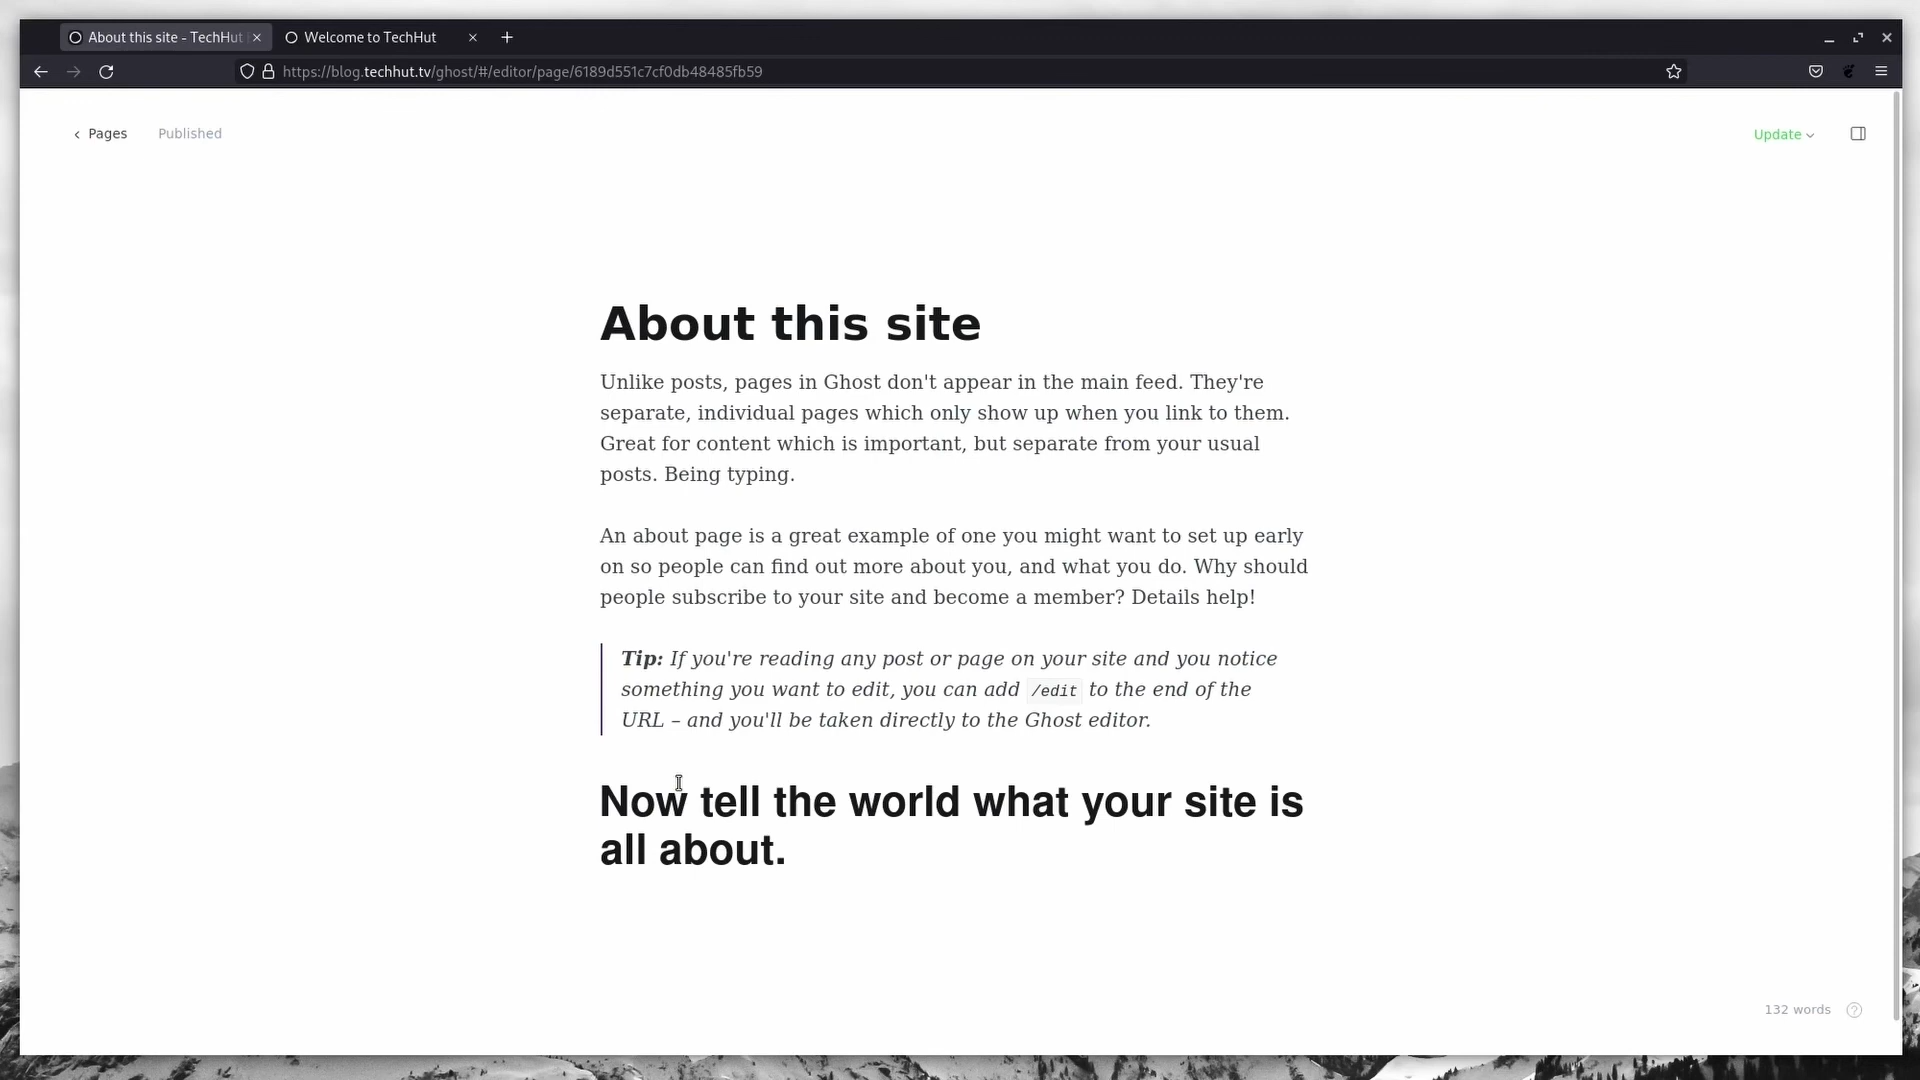 About this site - TechHut
Welcome to TechHut
https://blog.techhut.tv/ghost/#/editor/page/6189d551c7cf0db48485fb59
Pages
Published
Update
About this site
Unlike posts, pages in Ghost don't appear in the main feed. They're
separate, individual pages which only show up when you link to them.
Great for content which is important, but separate from your usual
posts. Being typing.
An about page is a great example of one you might want to set up early
on so people can find out more about you, and what you do. Why should
people subscribe to your site and become a member? Details help!
Tip: If you're reading any post or page on your site and you notice
something you want to edit, you can add /edit to the end of the
URL – and you'll be taken directly to the Ghost editor.
Now tell the world what your site is
all about.
132 words